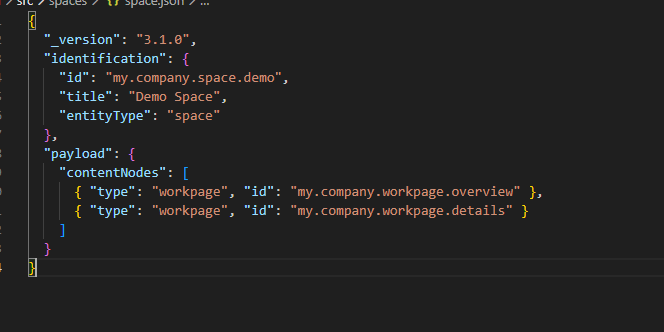 src > spaces > {} space.json > ...
{
"_version": "3.1.0",
"identification": {
"id": "my.company.space.demo",
"title": "Demo Space",
"entityType": "space"
},
"payload": {
"contentNodes": [
{ "type": "workpage", "id": "my.company.workpage.overview" },
{ "type": "workpage", "id": "my.company.workpage.details" }
]
}
}